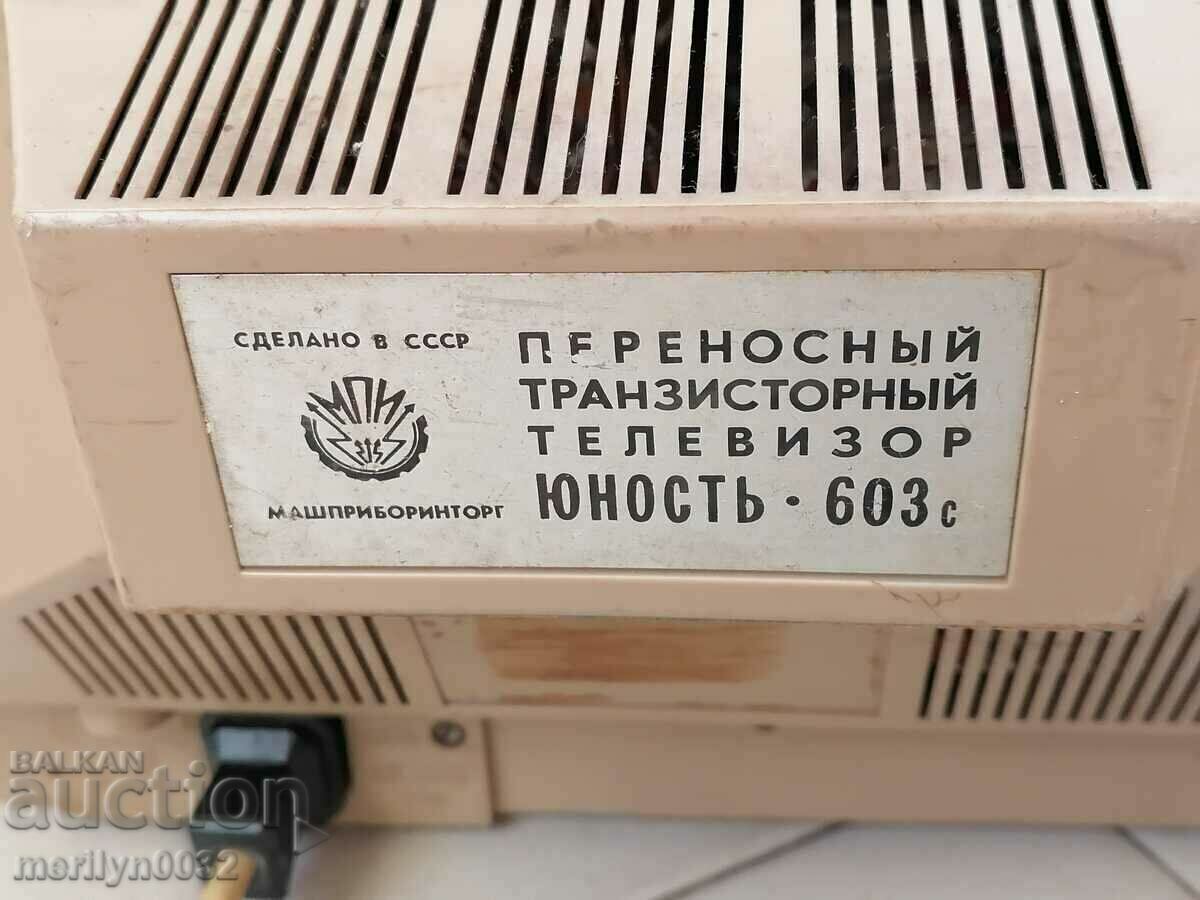 СДЕЛАНО В СССР
МПИ
МАШПРИБОРИНТОРГ
ПЕРЕНОСНЫЙ
ТРАНЗИСТОРНЫЙ
ТЕЛЕВИЗОР
ЮНОСТЬ · 603с
BALKAN
auction
merilyn0032